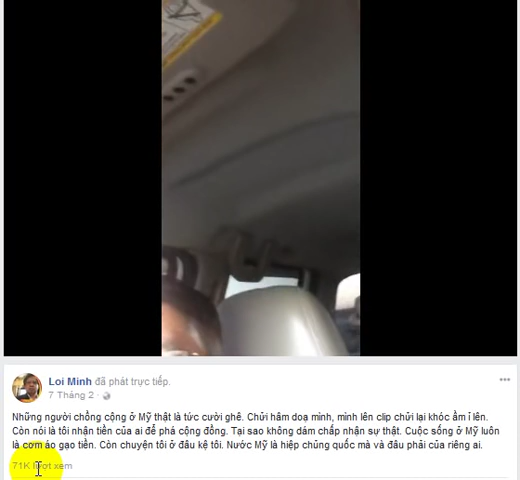 Loi Minh đã phát trực tiếp.
7 Tháng 2 ·
Những người chống cộng ở Mỹ thật là tức cười ghê. Chửi hâm doạ mình, mình lên clip chửi lại khóc ầm ĩ lên.
Còn nói là tôi nhận tiền của ai để phá cộng đồng. Tại sao không dám chấp nhận sự thật. Cuộc sống ở Mỹ luôn
là cơm áo gạo tiền. Còn chuyện tôi ở đâu kệ tôi. Nước Mỹ là hiệp chủng quốc mà và đâu phải của riêng ai.
71K lượt xem